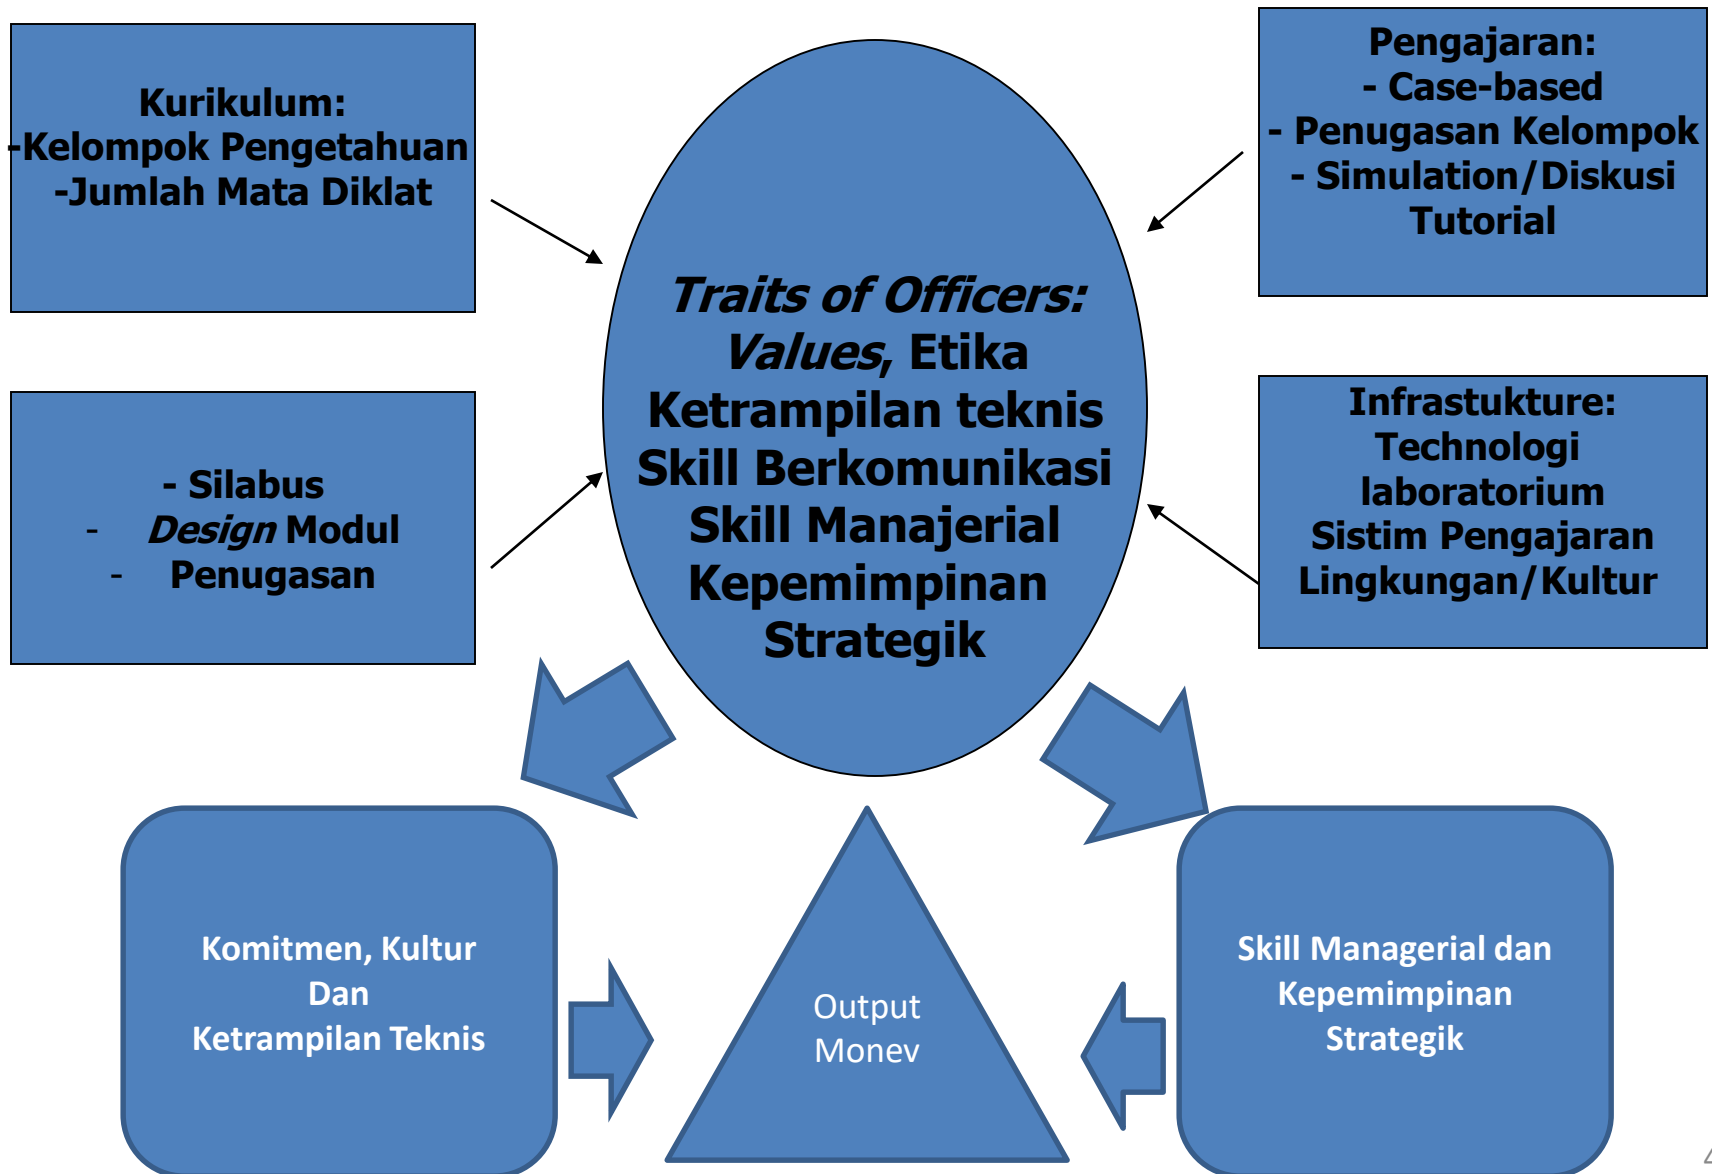 Kurikulum:
-Kelompok Pengetahuan
-Jumlah Mata Diklat
Pengajaran:
- Case-based
- Penugasan Kelompok
- Simulation/Diskusi
Tutorial
Traits of Officers:
Values, Etika
Ketrampilan teknis
Skill Berkomunikasi
Skill Manajerial
Kepemimpinan
Strategik
- Silabus
- Design Modul
- Penugasan
Infrastukture:
Technologi
laboratorium
Sistim Pengajaran
Lingkungan/Kultur
Komitmen, Kultur
Dan
Ketrampilan Teknis
Output
Monev
Skill Managerial dan
Kepemimpinan
Strategik